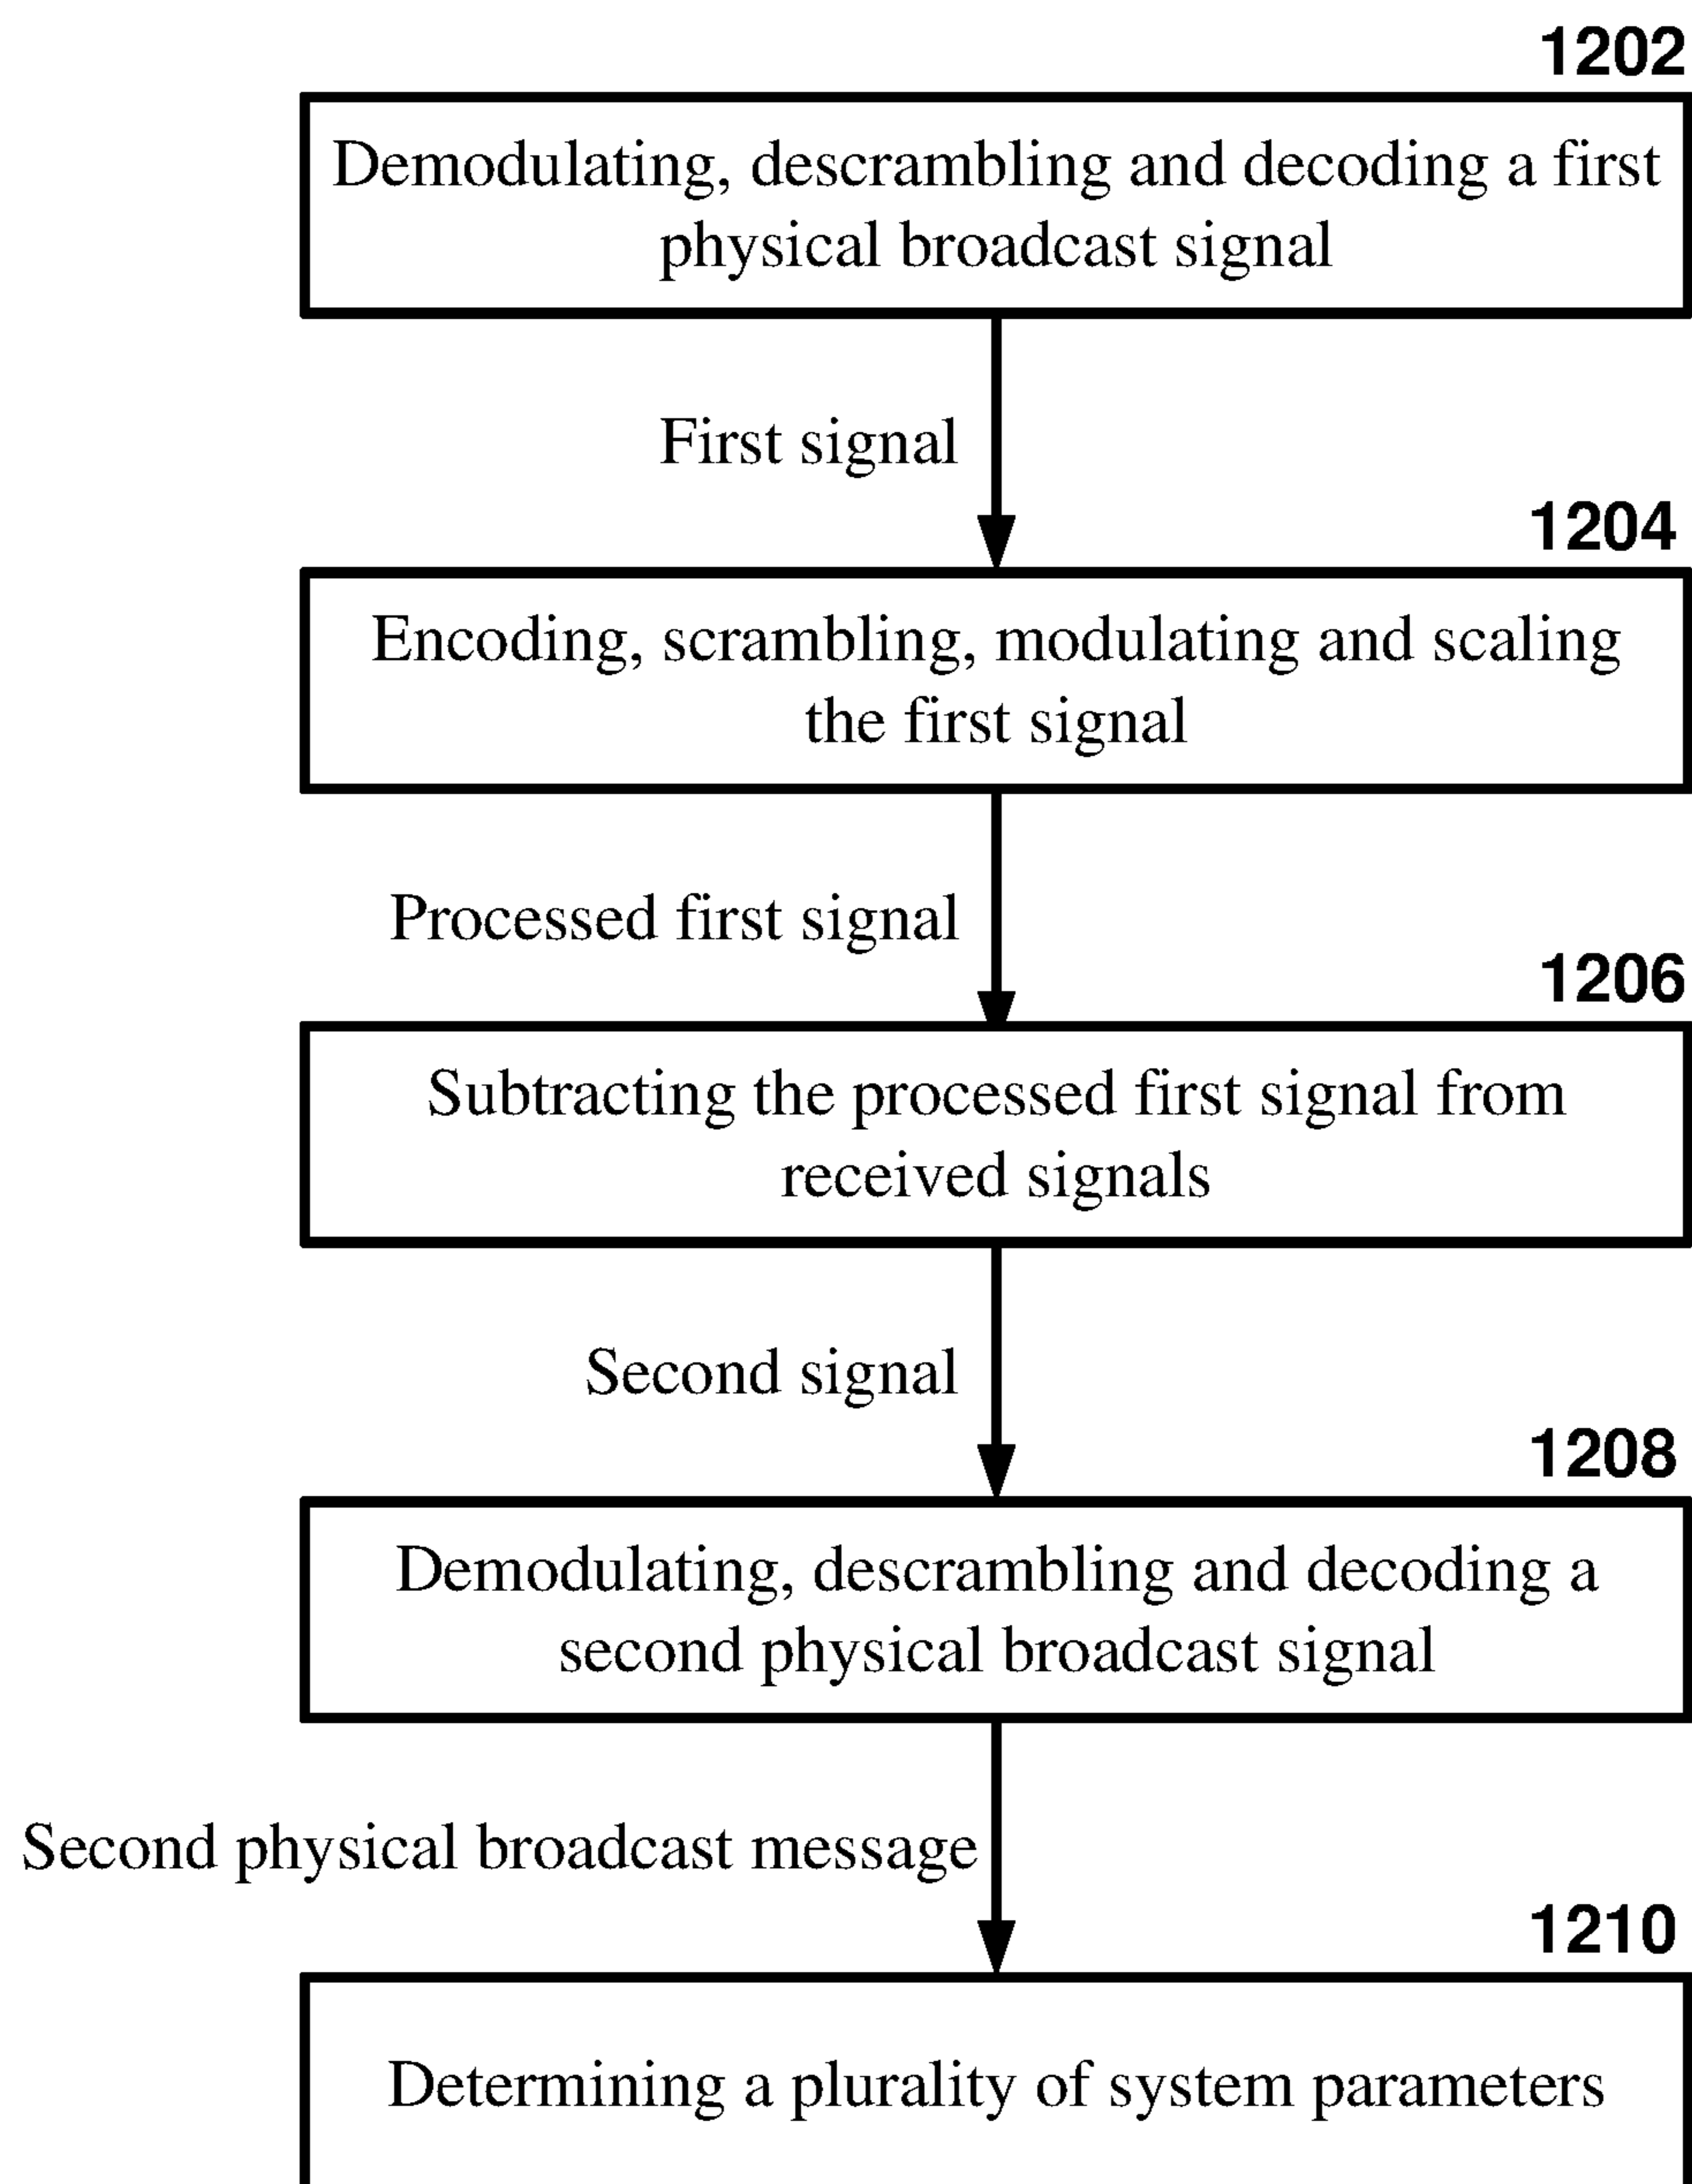 1202
Demodulating, descrambling and decoding a first
physical broadcast signal
First signal
1204
Encoding, scrambling, modulating and scaling
the first signal
Processed first signal
1206
Subtracting the processed first signal from
received signals
Second signal
1208
Demodulating, descrambling and decoding a
second physical broadcast signal
Second physical broadcast message
1210
Determining a plurality of system parameters